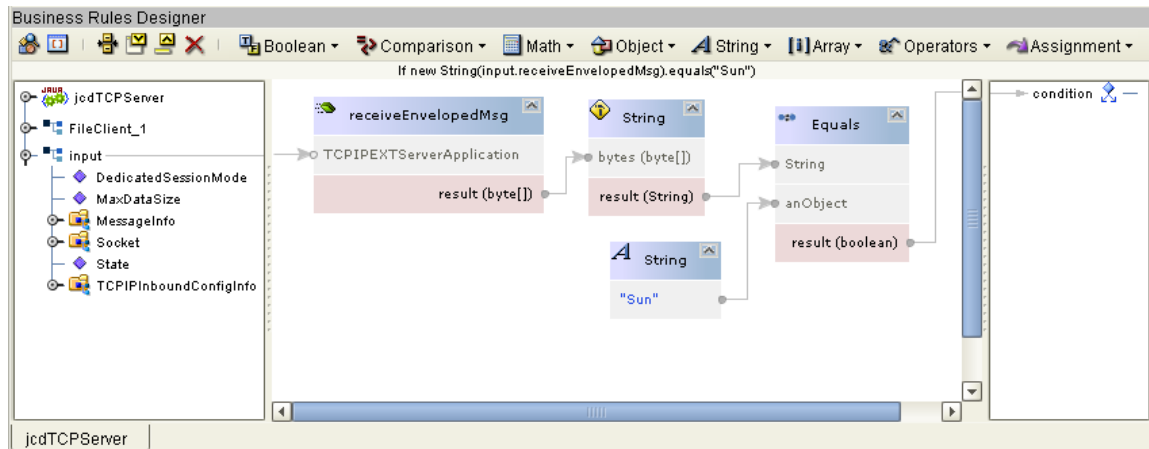 Business Rules Designer
Boolean Comparison Math Object String Array Operators Assignment
If new String(input.receiveEnvelopedMsg).equals("Sun")
jcdTCPServer
FileClient_1
input
DedicatedSessionMode
MaxDataSize
MessageInfo
Socket
State
TCPIPInboundConfigInfo
receiveEnvelopedMsg
TCPIPEXTServerApplication
result (byte[])
String
bytes (byte[])
result (String)
A String
"Sun"
Equals
String
anObject
result (boolean)
condition
jcdTCPServer